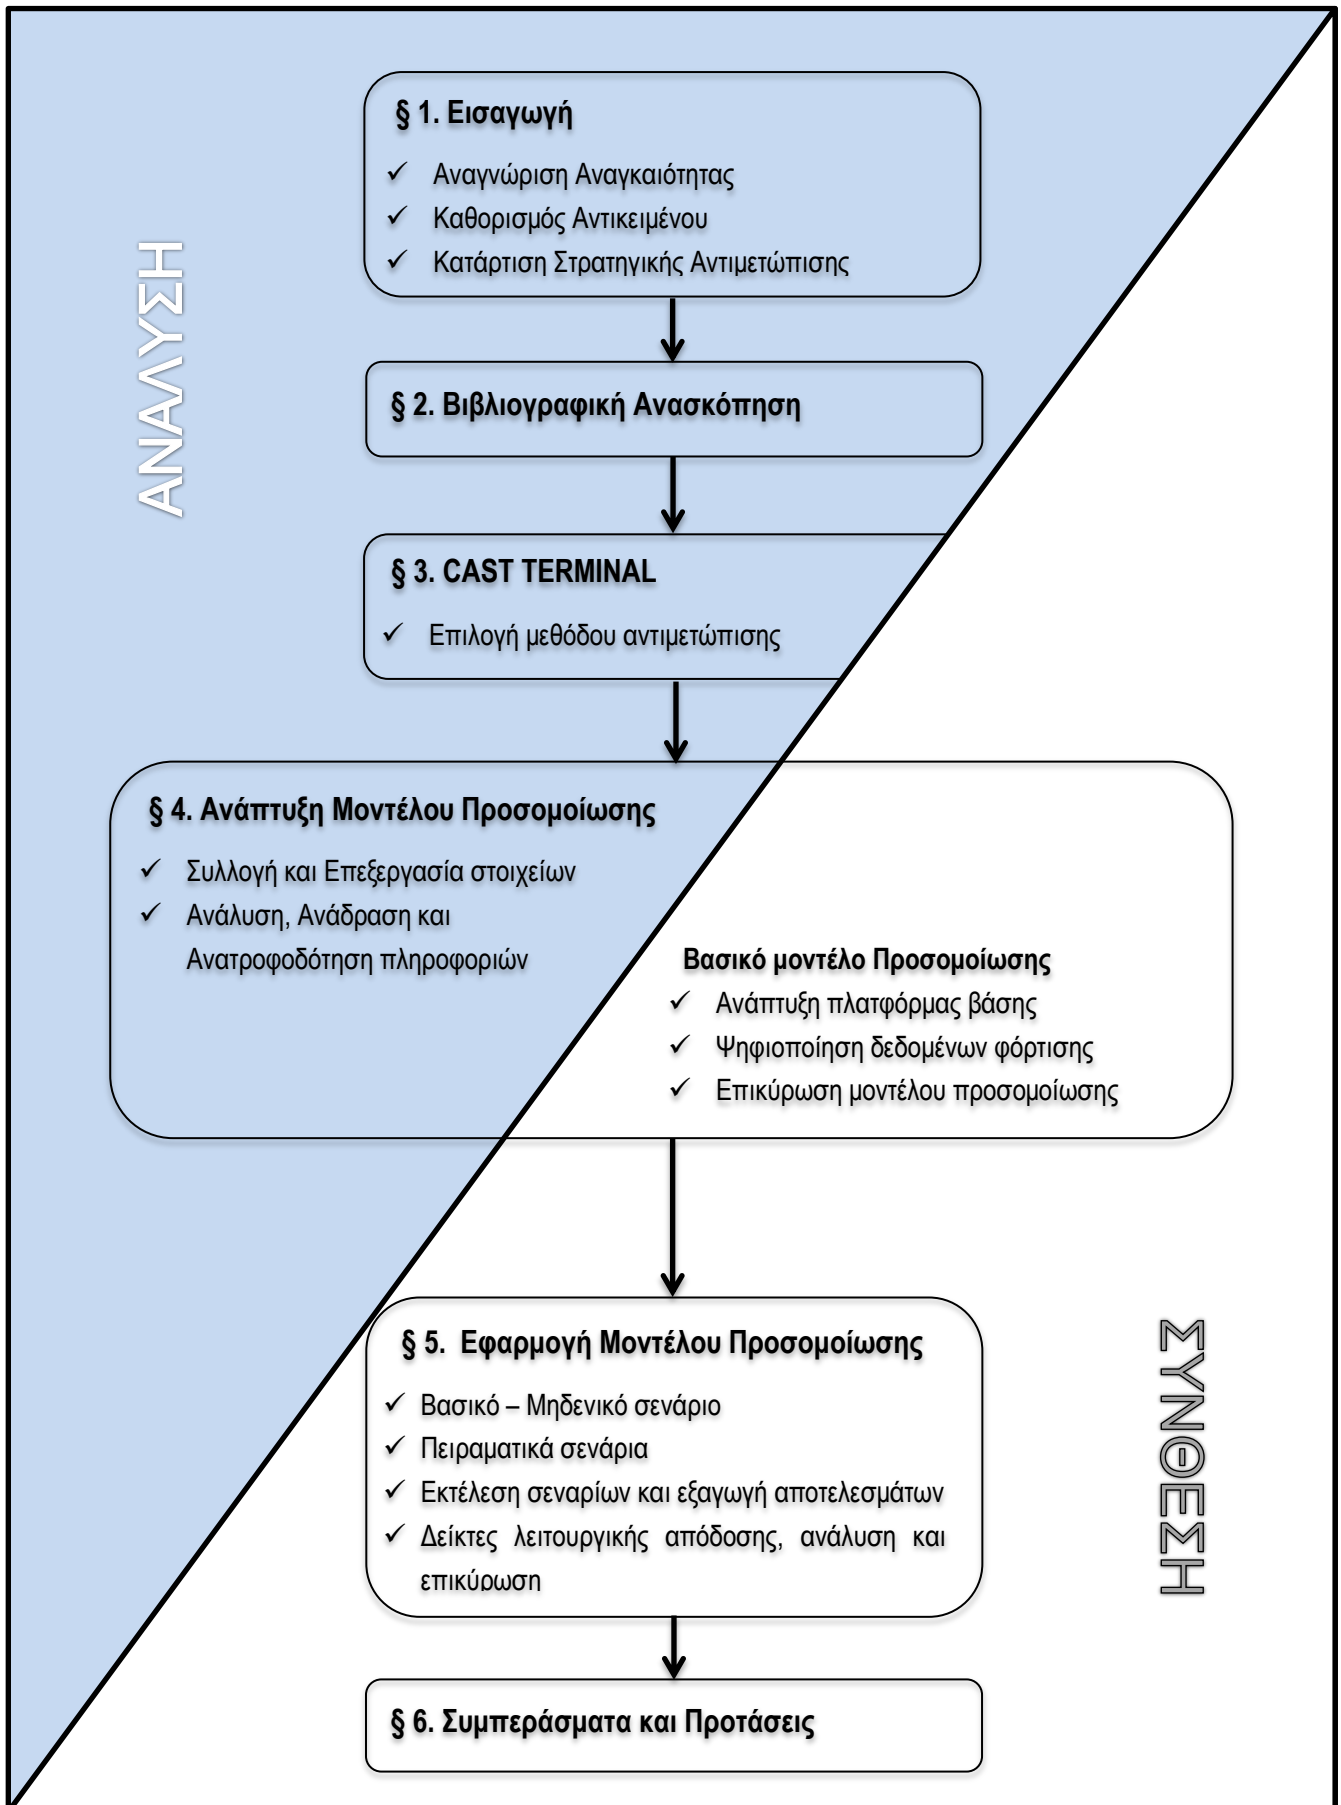 § 1. Εισαγωγή
✓ Αναγνώριση Αναγκαιότητας
✓ Καθορισμός Αντικειμένου
✓ Κατάρτιση Στρατηγικής Αντιμετώπισης
ΑΝΑΛΥΣΗ
§ 2. Βιβλιογραφική Ανασκόπηση
§ 3. CAST TERMINAL
✓ Επιλογή μεθόδου αντιμετώπισης
§ 4. Ανάπτυξη Μοντέλου Προσομοίωσης
✓ Συλλογή και Επεξεργασία στοιχείων
✓ Ανάλυση, Ανάδραση και
Ανατροφοδότηση πληροφοριών
Βασικό μοντέλο Προσομοίωσης
✓ Ανάπτυξη πλατφόρμας βάσης
✓ Ψηφιοποίηση δεδομένων φόρτισης
✓ Επικύρωση μοντέλου προσομοίωσης
§ 5. Εφαρμογή Μοντέλου Προσομοίωσης
✓ Βασικό – Μηδενικό σενάριο
✓ Πειραματικά σενάρια
✓ Εκτέλεση σεναρίων και εξαγωγή αποτελεσμάτων
✓ Δείκτες λειτουργικής απόδοσης, ανάλυση και
επικύρωση
ΣΥΝΘΕΣΗ
§ 6. Συμπεράσματα και Προτάσεις